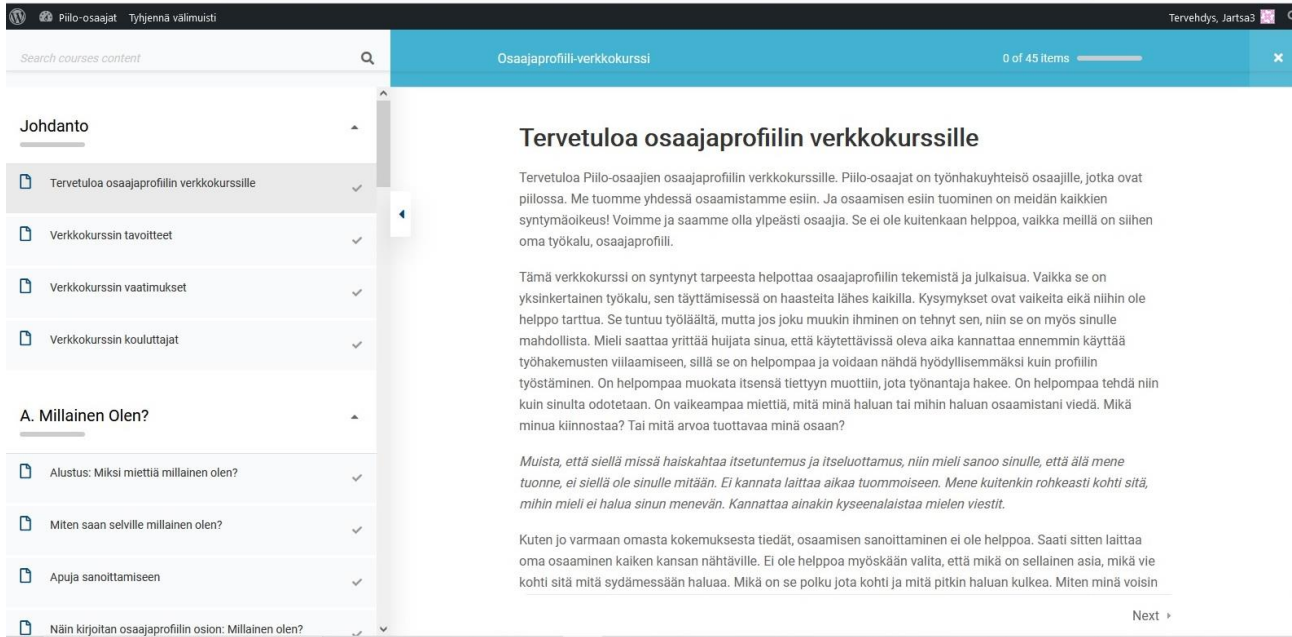 Piilo-osaajat Tyhjennä välimuisti
Tervehdys, Jartsa3
Search courses content
Osaajaprofiili-verkkokurssi
0 of 45 items
Johdanto
Tervetuloa osaajaprofiilin verkkokurssille
Verkkokurssin tavoitteet
Verkkokurssin vaatimukset
Verkkokurssin kouluttajat
A. Millainen Olen?
Alustus: Miksi miettiä millainen olen?
Miten saan selville millainen olen?
Apuja sanoittamiseen
Näin kirjoitan osaajaprofiilin osion: Millainen olen?
Tervetuloa osaajaprofiilin verkkokurssille
Tervetuloa Piilo-osaajien osaajaprofiilin verkkokurssille. Piilo-osaajat on työnhakuyhteisö osaajille, jotka ovat
piilossa. Me tuomme yhdessä osaamistamme esiin. Ja osaamisen esiin tuominen on meidän kaikkien
syntymäoikeus! Voimme ja saamme olla ylpeästi osaajia. Se ei ole kuitenkaan helppoa, vaikka meillä on siihen
oma työkalu, osaajaprofiili.
Tämä verkkokurssi on syntynyt tarpeesta helpottaa osaajaprofiilin tekemistä ja julkaisua. Vaikka se on
yksinkertainen työkalu, sen täyttämisessä on haasteita lähes kaikilla. Kysymykset ovat vaikeita eikä niihin ole
helppo tarttua. Se tuntuu työläältä, mutta jos joku muukin ihminen on tehnyt sen, niin se on myös sinulle
mahdollista. Mieli saattaa yrittää huijata sinua, että käytettävissä oleva aika kannattaa ennemmin käyttää
työhakemusten viilaamiseen, sillä se on helpompaa ja voidaan nähdä hyödyllisemmäksi kuin profiilin
työstäminen. On helpompaa muokata itsensä tiettyyn muottiin, jota työnantaja hakee. On helpompaa tehdä niin
kuin sinulta odotetaan. On vaikeampaa miettiä, mitä minä haluan tai mihin haluan osaamistani viedä. Mikä
minua kiinnostaa? Tai mitä arvoa tuottavaa minä osaan?
Muista, että siellä missä haiskahtaa itsetuntemus ja itseluottamus, niin mieli sanoo sinulle, että älä mene
tuonne, ei siellä ole sinulle mitään. Ei kannata laittaa aikaa tuommoiseen. Mene kuitenkin rohkeasti kohti sitä,
mihin mieli ei halua sinun menevän. Kannattaa ainakin kyseenalaistaa mielen viestit.
Kuten jo varmaan omasta kokemuksesta tiedät, osaamisen sanoittaminen ei ole helppoa. Saati sitten laittaa
oma osaaminen kaiken kansan nähtäville. Ei ole helppoa myöskään valita, että mikä on sellainen asia, mikä vie
kohti sitä mitä sydämessään haluaa. Mikä on se polku jota kohti ja mitä pitkin haluan kulkea. Miten minä voisin
Next